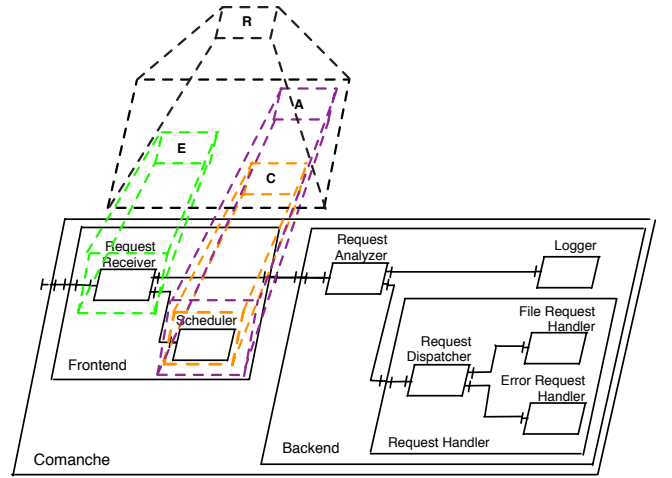 R
A
E
C
Request
Receiver
Request
Analyzer
Logger
Scheduler
File Request
Handler
Request
Dispatcher
Frontend
Error Request
Handler
Backend
Request Handler
Comanche